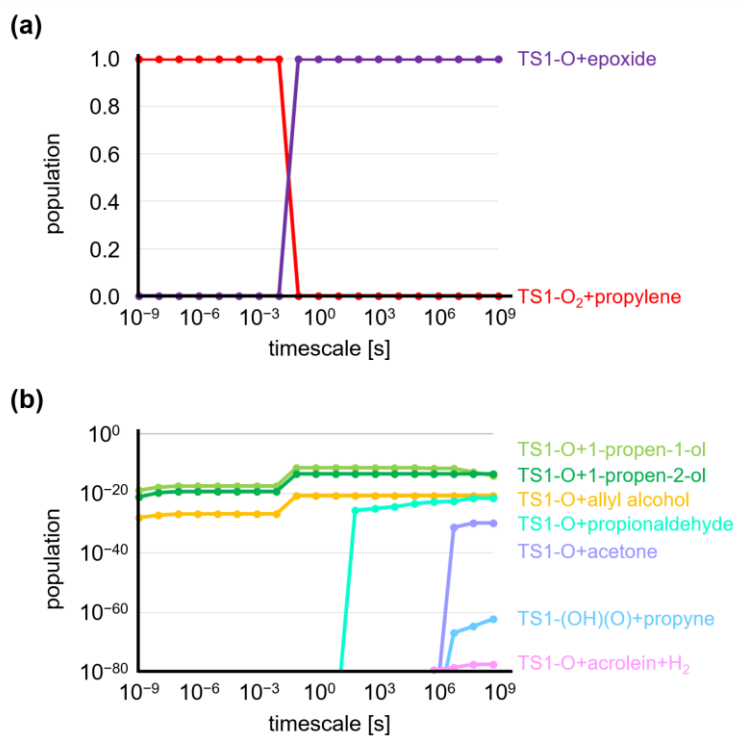 (a)
1.0
TS1-O+epoxide
0.8
0.6
0.4
0.2
0.0
TS1-O₂+propylene
population
10⁻⁹ 10⁻⁶ 10⁻³ 10⁰ 10³ 10⁶ 10⁹
timescale [s]
(b)
10⁰
TS1-O+1-propen-1-ol
TS1-O+1-propen-2-ol
10⁻²⁰
TS1-O+allyl alcohol
TS1-O+propionaldehyde
10⁻⁴⁰
TS1-O+acetone
10⁻⁶⁰
TS1-(OH)(O)+propyne
10⁻⁸⁰
TS1-O+acrolein+H₂
population
10⁻⁹ 10⁻⁶ 10⁻³ 10⁰ 10³ 10⁶ 10⁹
timescale [s]